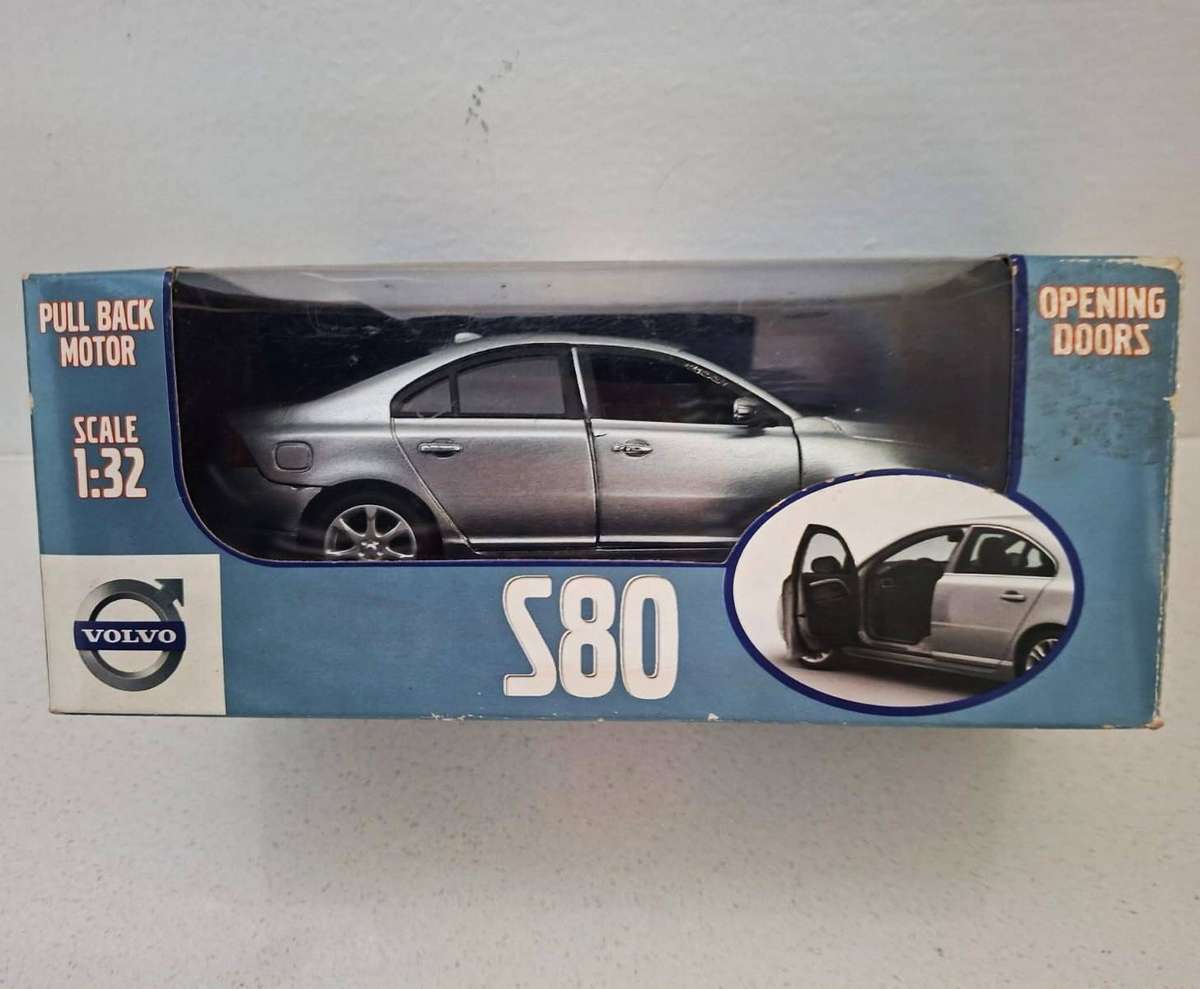 PULL BACK
MOTOR
SCALE
1:32
OPENING
DOORS
VOLVO
S80